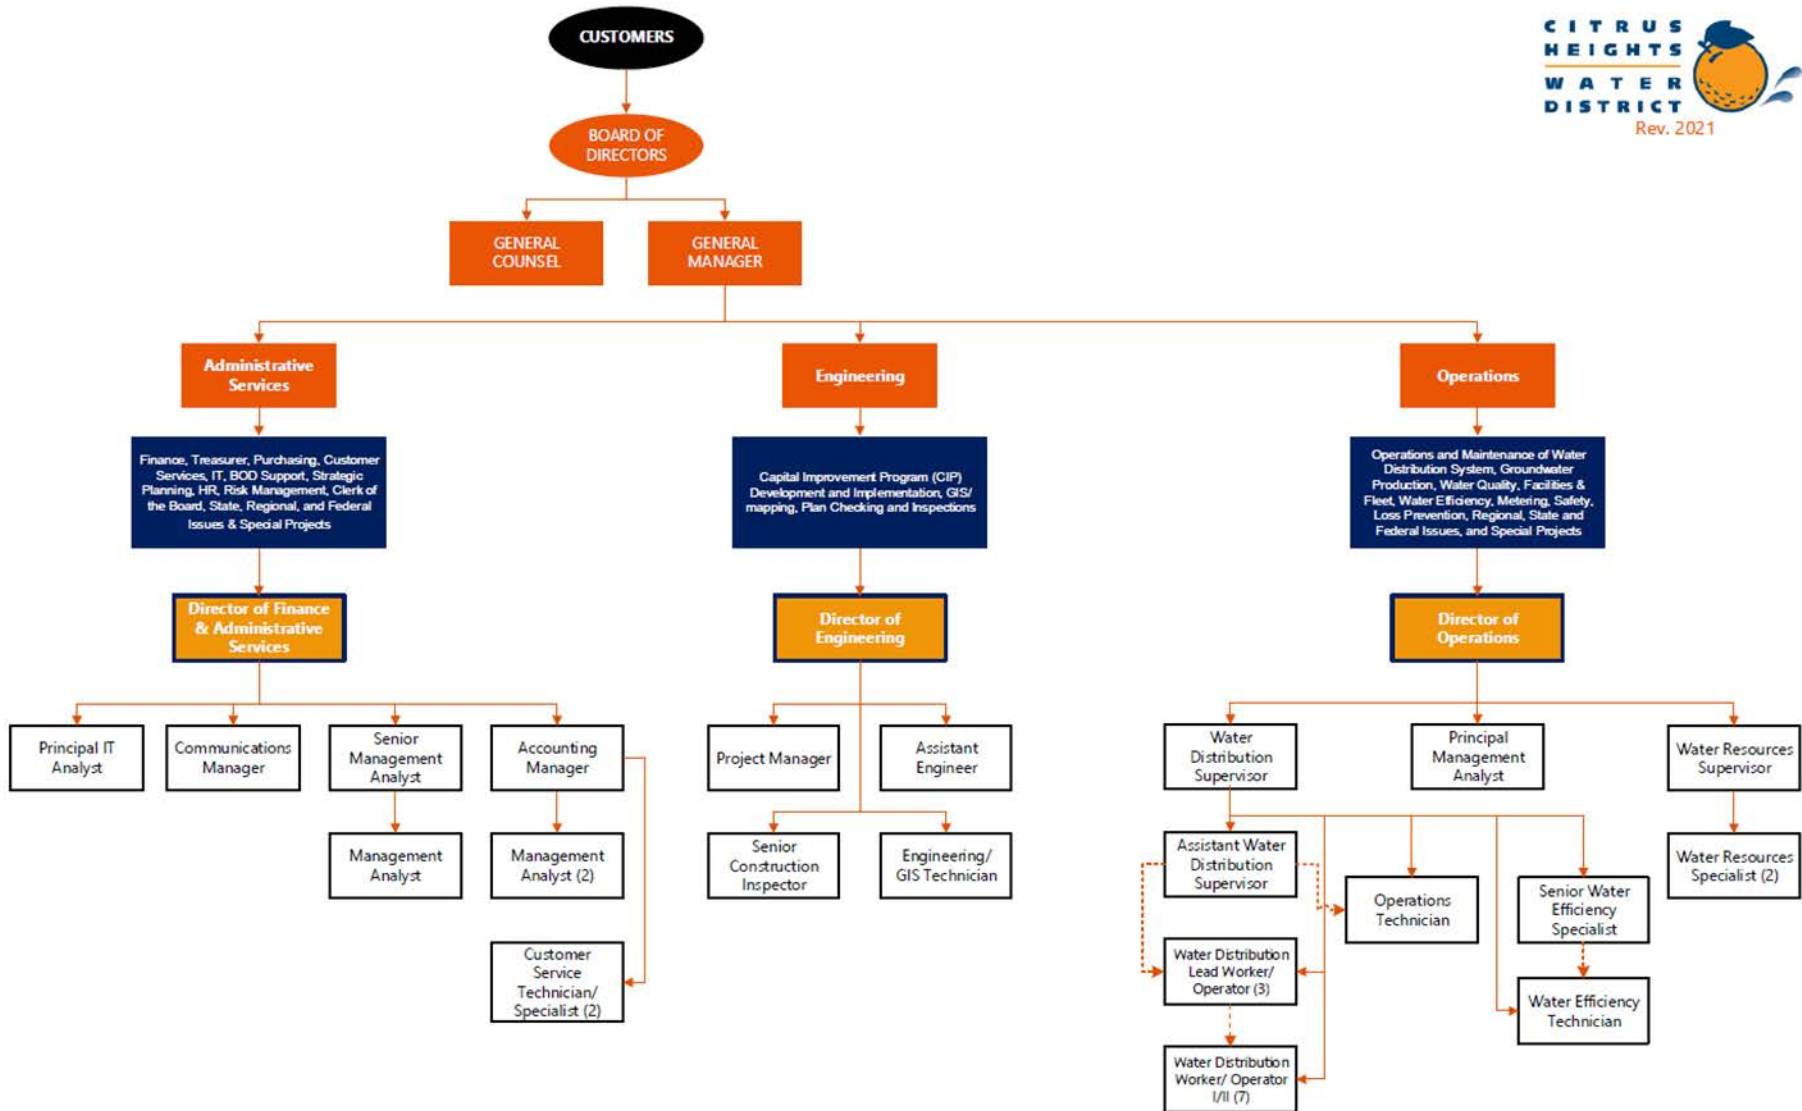 CITRUS
HEIGHTS
WATER
DISTRICT
Rev. 2021
CUSTOMERS
BOARD OF
DIRECTORS
GENERAL
COUNSEL
GENERAL
MANAGER
Administrative
Services
Engineering
Operations
Finance, Treasurer, Purchasing, Customer
Services, IT, BOD Support, Strategic
Planning, HR, Risk Management, Clerk of
the Board, State, Regional, and Federal
Issues & Special Projects
Capital Improvement Program (CIP)
Development and Implementation, GIS/
mapping, Plan Checking and Inspections
Operations and Maintenance of Water
Distribution System, Groundwater
Production, Water Quality, Facilities &
Fleet, Water Efficiency, Metering, Safety,
Loss Prevention, Regional, State and
Federal Issues, and Special Projects
Director of Finance
& Administrative
Services
Director of
Engineering
Director of
Operations
Principal IT
Analyst
Communications
Manager
Senior
Management
Analyst
Accounting
Manager
Project Manager
Assistant
Engineer
Water
Distribution
Supervisor
Principal
Management
Analyst
Water Resources
Supervisor
Management
Analyst
Management
Analyst (2)
Senior
Construction
Inspector
Engineering/
GIS Technician
Assistant Water
Distribution
Supervisor
Water Resources
Specialist (2)
Operations
Technician
Senior Water
Efficiency
Specialist
Customer
Service
Technician/
Specialist (2)
Water Distribution
Lead Worker/
Operator (3)
Water Efficiency
Technician
Water Distribution
Worker/ Operator
I/II (7)